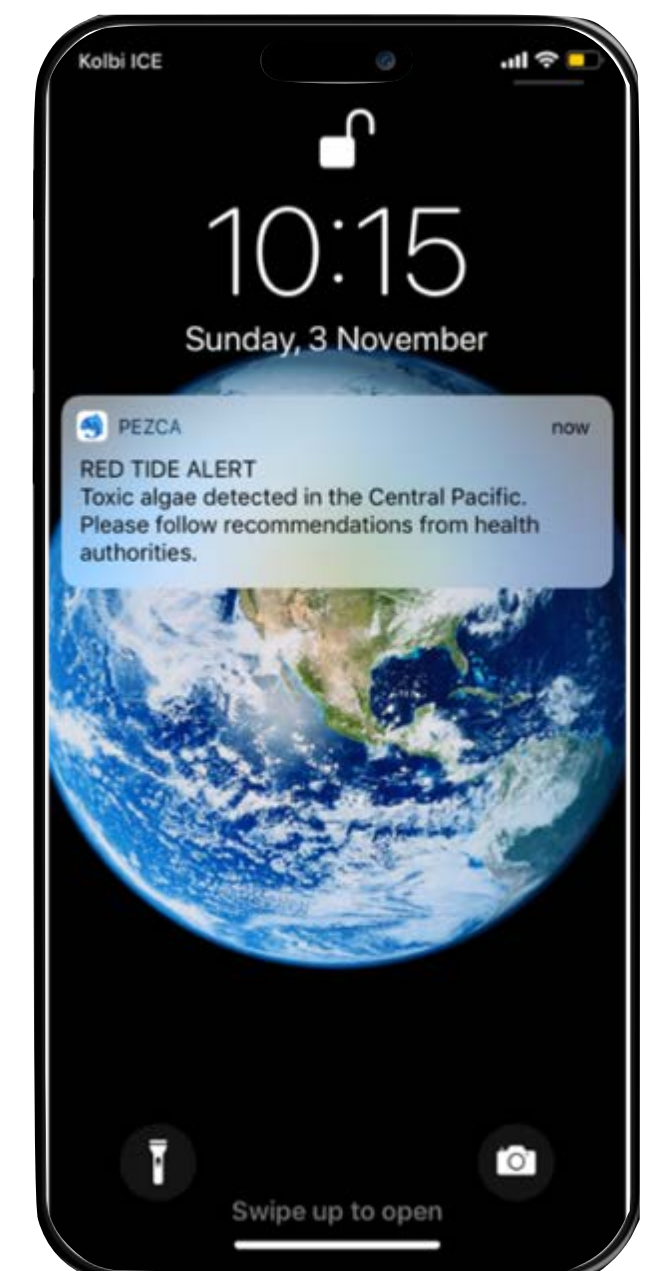 Kolbi ICE
10:15
Sunday, 3 November
PEZCA now
RED TIDE ALERT
Toxic algae detected in the Central Pacific.
Please follow recommendations from health
authorities.
Swipe up to open